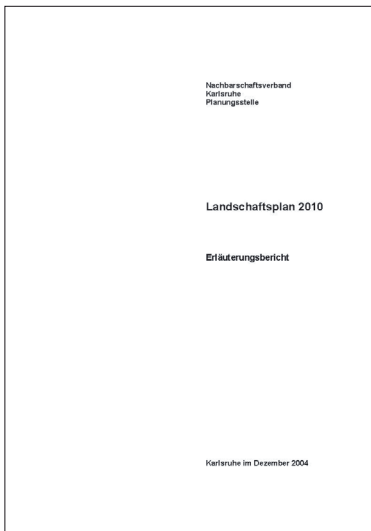 Nachbarschaftsverband
Karlsruhe
Planungsstelle
Landschaftsplan 2010
Erläuterungsbericht
Karlsruhe im Dezember 2004